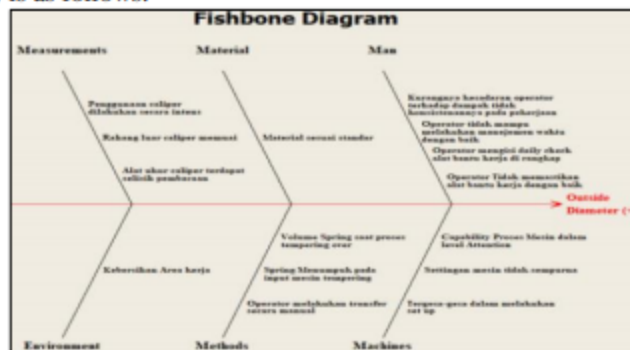 is as follows:
Fishbone Diagram
Measurements
Material
Man
Penggunaan caliper
dilakukan secara intens
Rahang luar caliper memuai
Alat ukur caliper terdapat
selisih pembacaan
Material sesuai standar
Kurangnya kesadaran operator
terhadap dampak tidak
konsistennya pada pekerjaan
Operator tidak mampu
melakukan manajemen waktu
dengan baik
Operator mengisi daily check
alat bantu kerja di rangkap
Operator Tidak memastikan
alat bantu kerja dengan baik
Outside
Diameter
Kebersihan Area kerja
Volume Spring saat proses
tempering over
Spring Menumpuk pada
input mesin tempering
Operator melakukan transfer
secara manual
Capability Proses Mesin dalam
level Attention
Settingan mesin tidak sempurna
Tergesa-gesa dalam melakukan
set up
Environment
Methods
Machines